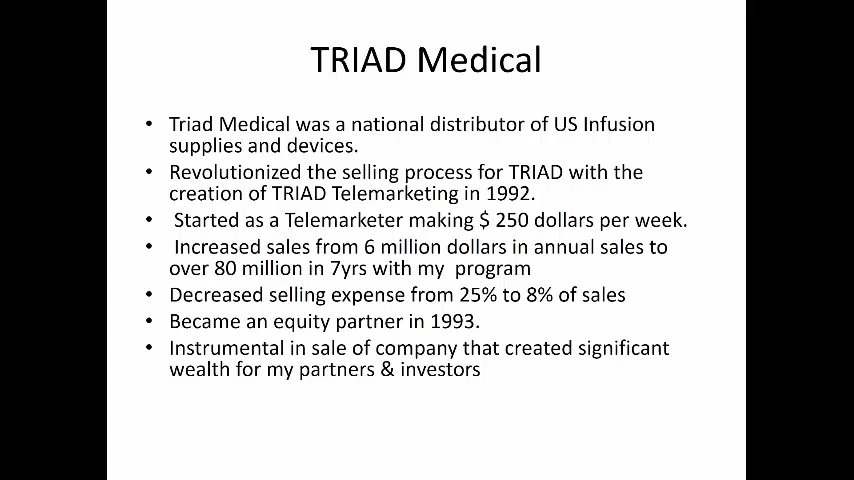 TRIAD Medical
• Triad Medical was a national distributor of US Infusion
supplies and devices.
• Revolutionized the selling process for TRIAD with the
creation of TRIAD Telemarketing in 1992.
• Started as a Telemarketer making $ 250 dollars per week.
• Increased sales from 6 million dollars in annual sales to
over 80 million in 7yrs with my program
• Decreased selling expense from 25% to 8% of sales
• Became an equity partner in 1993.
• Instrumental in sale of company that created significant
wealth for my partners & investors